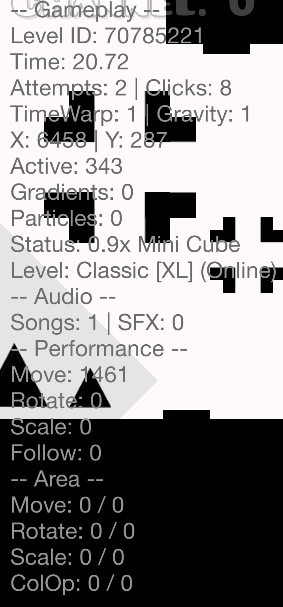 -- Gameplay --
Level ID: 70785221
Time: 20.72
Attempts: 2 | Clicks: 8
TimeWarp: 1 | Gravity: 1
X: 6458 | Y: 287
Active: 343
Gradients: 0
Particles: 0
Status: 0.9x Mini Cube
Level: Classic [XL] (Online)
-- Audio --
Songs: 1 | SFX: 0
-- Performance --
Move: 1461
Rotate: 0
Scale: 0
Follow: 0
-- Area --
Move: 0 / 0
Rotate: 0 / 0
Scale: 0 / 0
ColOp: 0 / 0